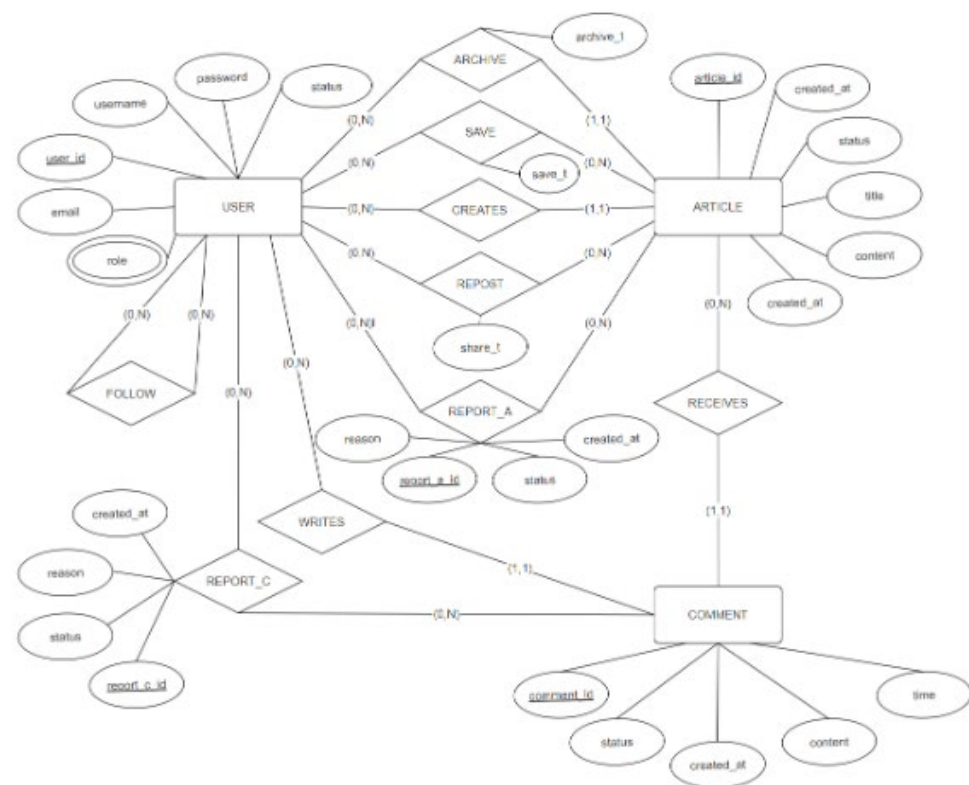 archive_t
ARCHIVE
password
status
article_id
created_at
username
(0,N)
(1,1)
SAVE
status
user_id
(0,N)
(0,N)
save_t
title
USER
(0,N)
CREATES
(1,1)
ARTICLE
email
content
role
(0,N)
(0,N)
REPOST
created_at
(0,N)
(0,N)
(0,N)
(0,N)
(0,N)
share_t
(0,N)
(0,N)
FOLLOW
REPORT_A
RECEIVES
reason
created_at
report_a_id
status
created_at
WRITES
(1,1)
reason
REPORT_C
(1,1)
(0,N)
COMMENT
status
report_c_id
comment_id
time
status
content
created_at